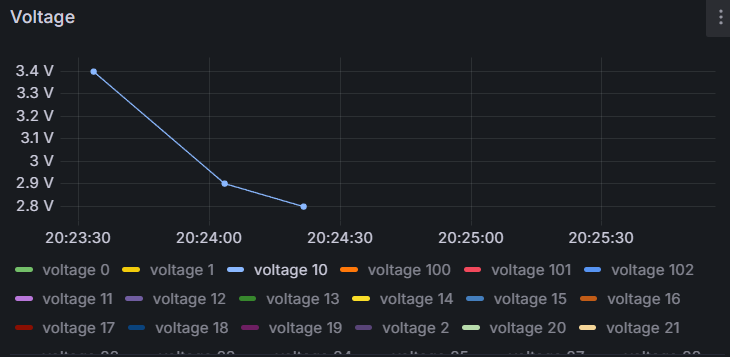 Voltage
3.4 V
3.3 V
3.2 V
3.1 V
3 V
2.9 V
2.8 V
20:23:30 20:24:00 20:24:30 20:25:00 20:25:30
voltage 0 voltage 1 voltage 10 voltage 100 voltage 101 voltage 102
voltage 11 voltage 12 voltage 13 voltage 14 voltage 15 voltage 16
voltage 17 voltage 18 voltage 19 voltage 2 voltage 20 voltage 21